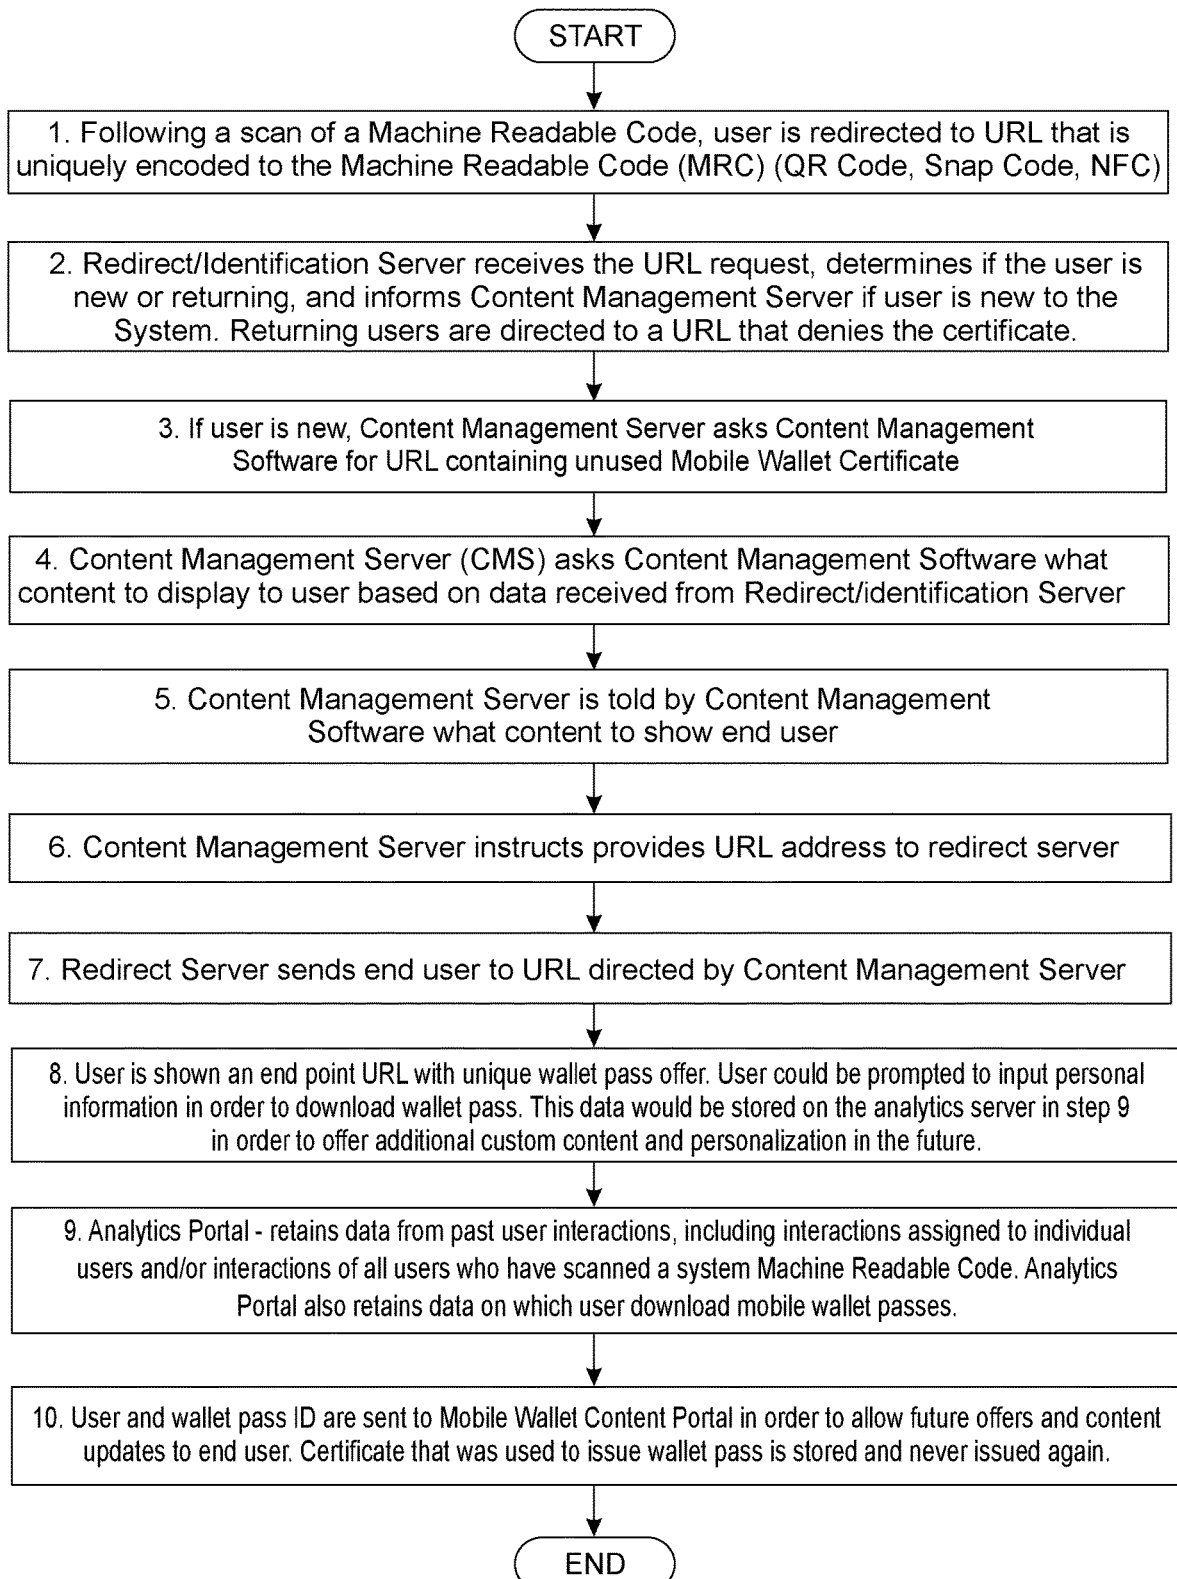 START
1. Following a scan of a Machine Readable Code, user is redirected to URL that is
uniquely encoded to the Machine Readable Code (MRC) (QR Code, Snap Code, NFC)
2. Redirect/Identification Server receives the URL request, determines if the user is
new or returning, and informs Content Management Server if user is new to the
System. Returning users are directed to a URL that denies the certificate.
3. If user is new, Content Management Server asks Content Management
Software for URL containing unused Mobile Wallet Certificate
4. Content Management Server (CMS) asks Content Management Software what
content to display to user based on data received from Redirect/identification Server
5. Content Management Server is told by Content Management
Software what content to show end user
6. Content Management Server instructs provides URL address to redirect server
7. Redirect Server sends end user to URL directed by Content Management Server
8. User is shown an end point URL with unique wallet pass offer. User could be prompted to input personal
information in order to download wallet pass. This data would be stored on the analytics server in step 9
in order to offer additional custom content and personalization in the future.
9. Analytics Portal - retains data from past user interactions, including interactions assigned to individual
users and/or interactions of all users who have scanned a system Machine Readable Code. Analytics
Portal also retains data on which user download mobile wallet passes.
10. User and wallet pass ID are sent to Mobile Wallet Content Portal in order to allow future offers and content
updates to end user. Certificate that was used to issue wallet pass is stored and never issued again.
END